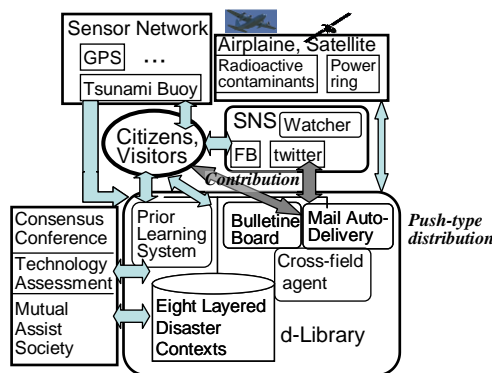 Sensor Network
GPS ...
Tsunami Buoy
Airplaine, Satellite
Radioactive
contaminants
Power
ring
Citizens,
Visitors
SNS
Watcher
FB
twitter
Contribution
Consensus
Conference
Technology
Assessment
Mutual
Assist
Society
Prior
Learning
System
Bulletine
Board
Mail Auto-
Delivery
Cross-field
agent
Eight Layered
Disaster
Contexts
d-Library
Push-type
distribution